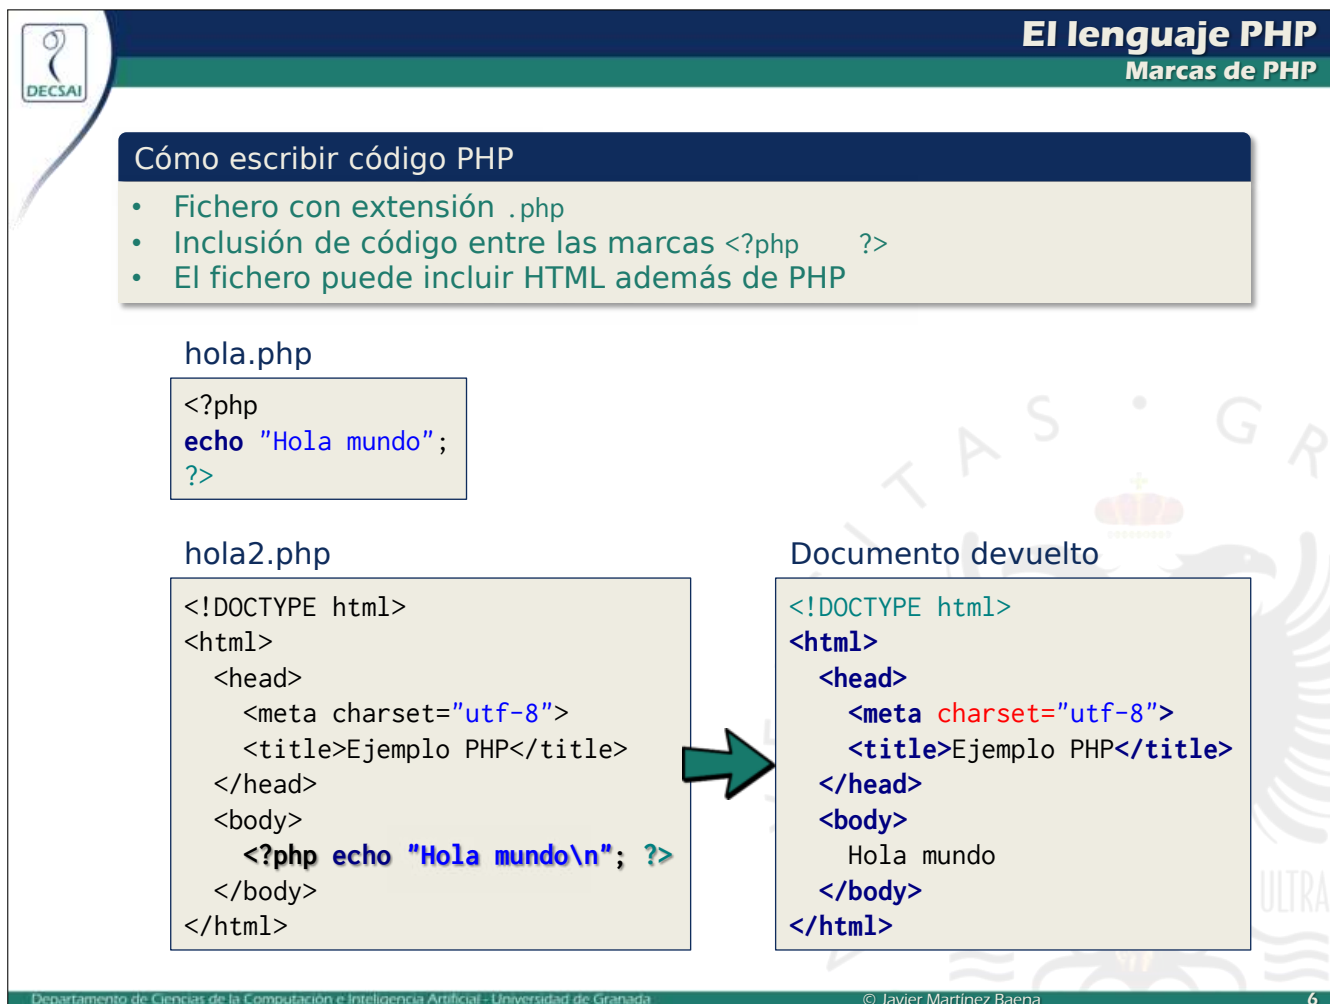 El lenguaje PHP
Marcas de PHP
DECSAI
Cómo escribir código PHP
• Fichero con extensión .php
• Inclusión de código entre las marcas <?php ?>
• El fichero puede incluir HTML además de PHP
hola.php
<?php
echo "Hola mundo";
?>
hola2.php
<!DOCTYPE html>
<html>
<head>
<meta charset="utf-8">
<title>Ejemplo PHP</title>
</head>
<body>
<?php echo "Hola mundo\n"; ?>
</body>
</html>
Documento devuelto
<!DOCTYPE html>
<html>
<head>
<meta charset="utf-8">
<title>Ejemplo PHP</title>
</head>
<body>
Hola mundo
</body>
</html>
TAS • GR
ULTRA
Departamento de Ciencias de la Computación e Inteligencia Artificial - Universidad de Granada
© Javier Martínez Baena
6